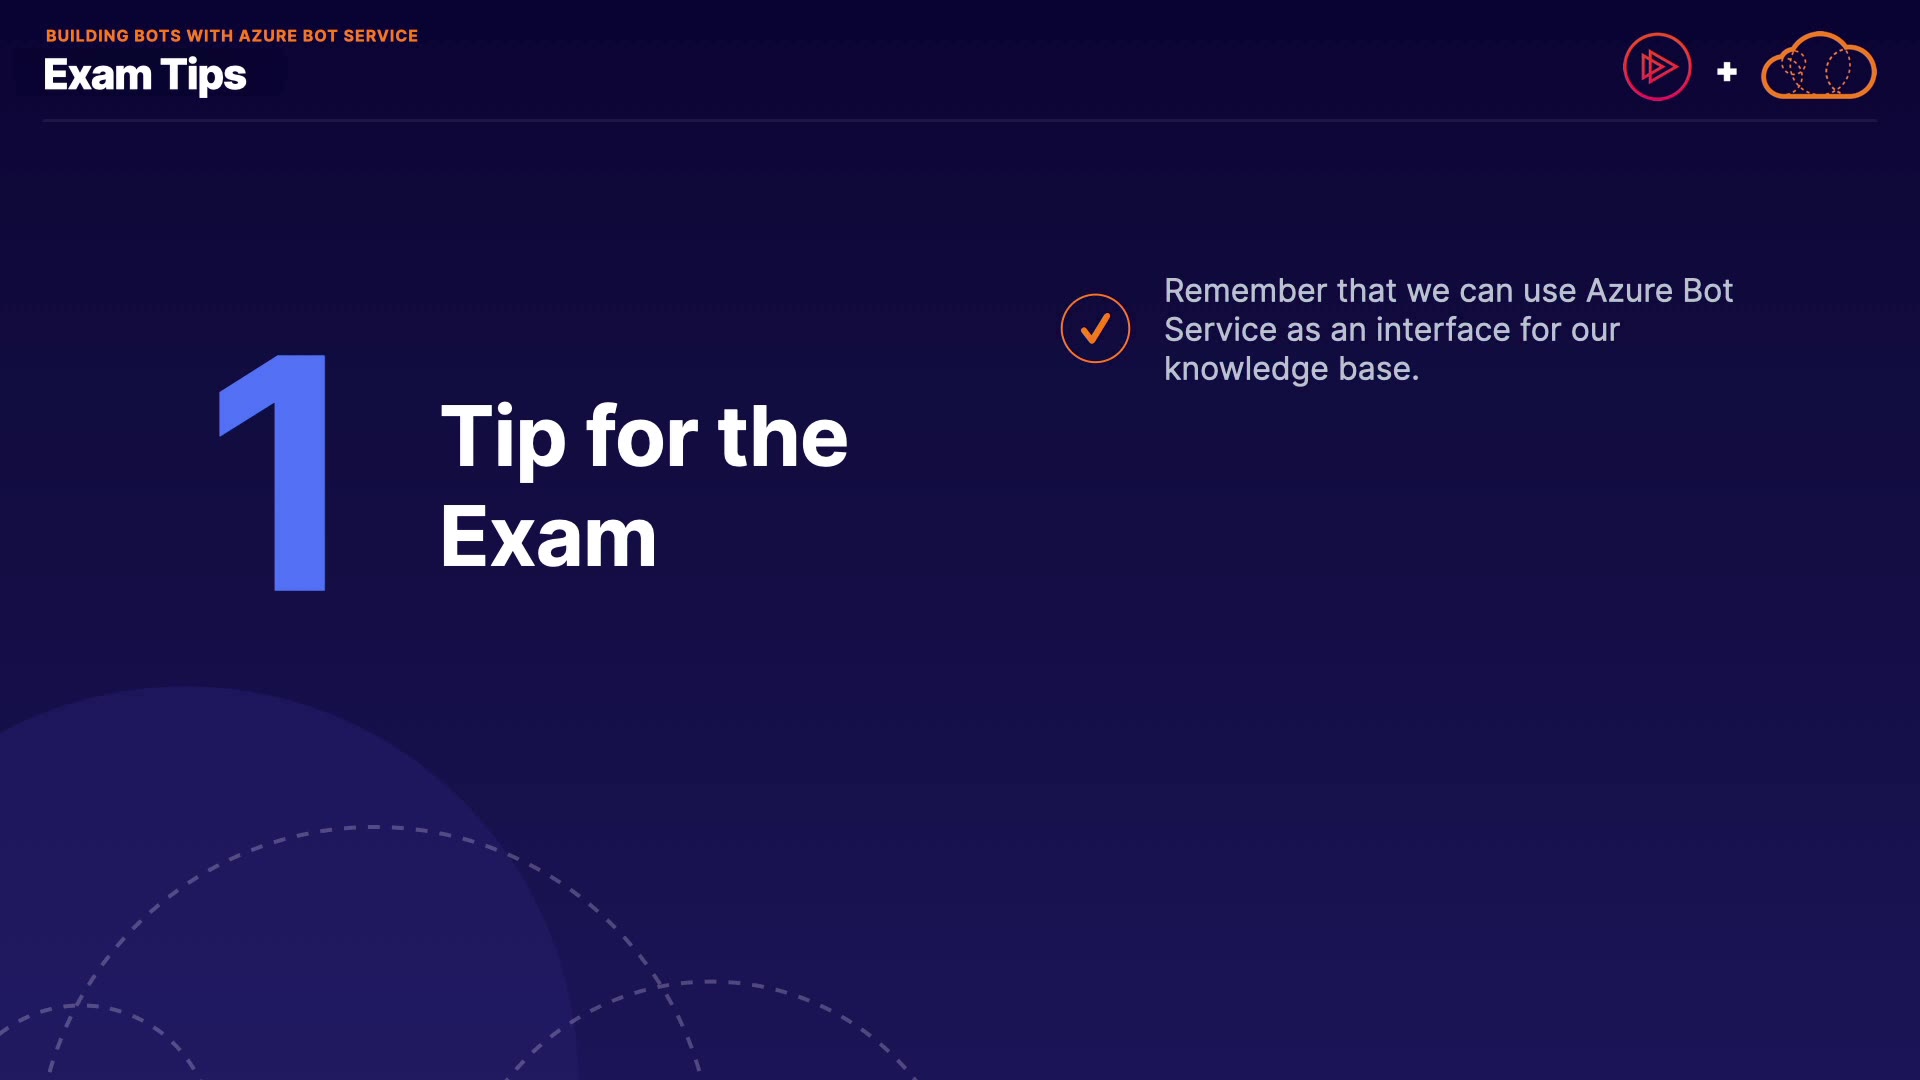 BUILDING BOTS WITH AZURE BOT SERVICE
Exam Tips
1
Tip for the
Exam
Remember that we can use Azure Bot
Service as an interface for our
knowledge base.